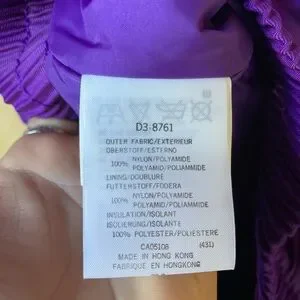 D3-8761
OUTER FABRIC/EXTERIEUR
OBERSTOFF/ESTERNO
100% NYLON/POLYAMIDE
POLYAMID/POLIAMMIDE
LINING/DOUBLURE
FUTTERSTOFF/FODERA
100% NYLON/POLYAMIDE
POLYAMID/POLIAMMIDE
INSULATION/ISOLANT
ISOLIERUNG/ISOLANTE
100% POLYESTER/POLIESTERE
CA05108 (431)
MADE IN HONG KONG
FABRIQUE EN HONGKONG